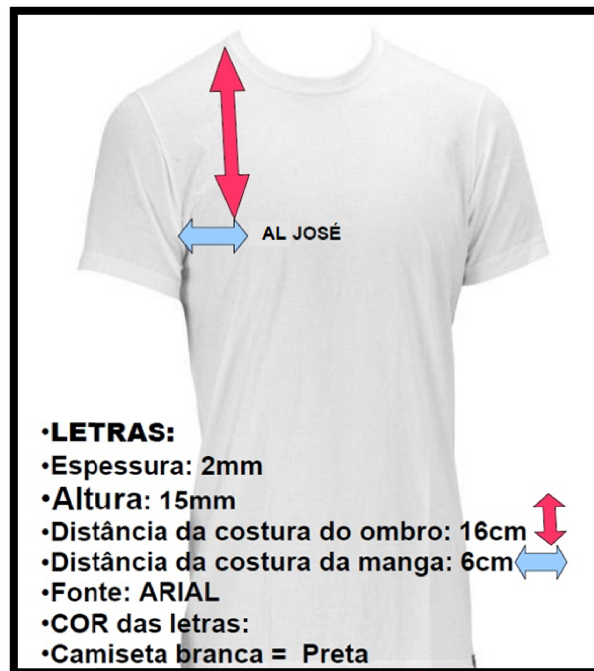 AL JOSÉ
•LETRAS:
•Espessura: 2mm
•Altura: 15mm
•Distância da costura do ombro: 16cm
•Distância da costura da manga: 6cm
•Fonte: ARIAL
•COR das letras:
•Camiseta branca = Preta